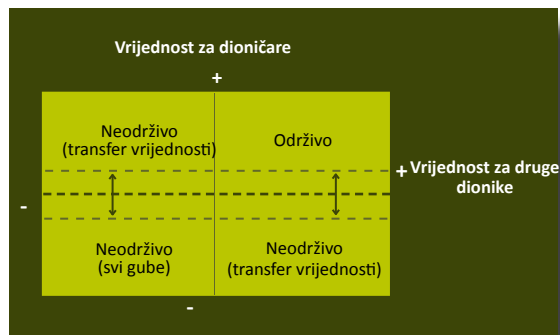 Vrijednost za dioničare
+
Neodrživo
(transfer vrijednosti)
Održivo
+ Vrijednost za druge
dionike
-
Neodrživo
(svi gube)
Neodrživo
(transfer vrijednosti)
-